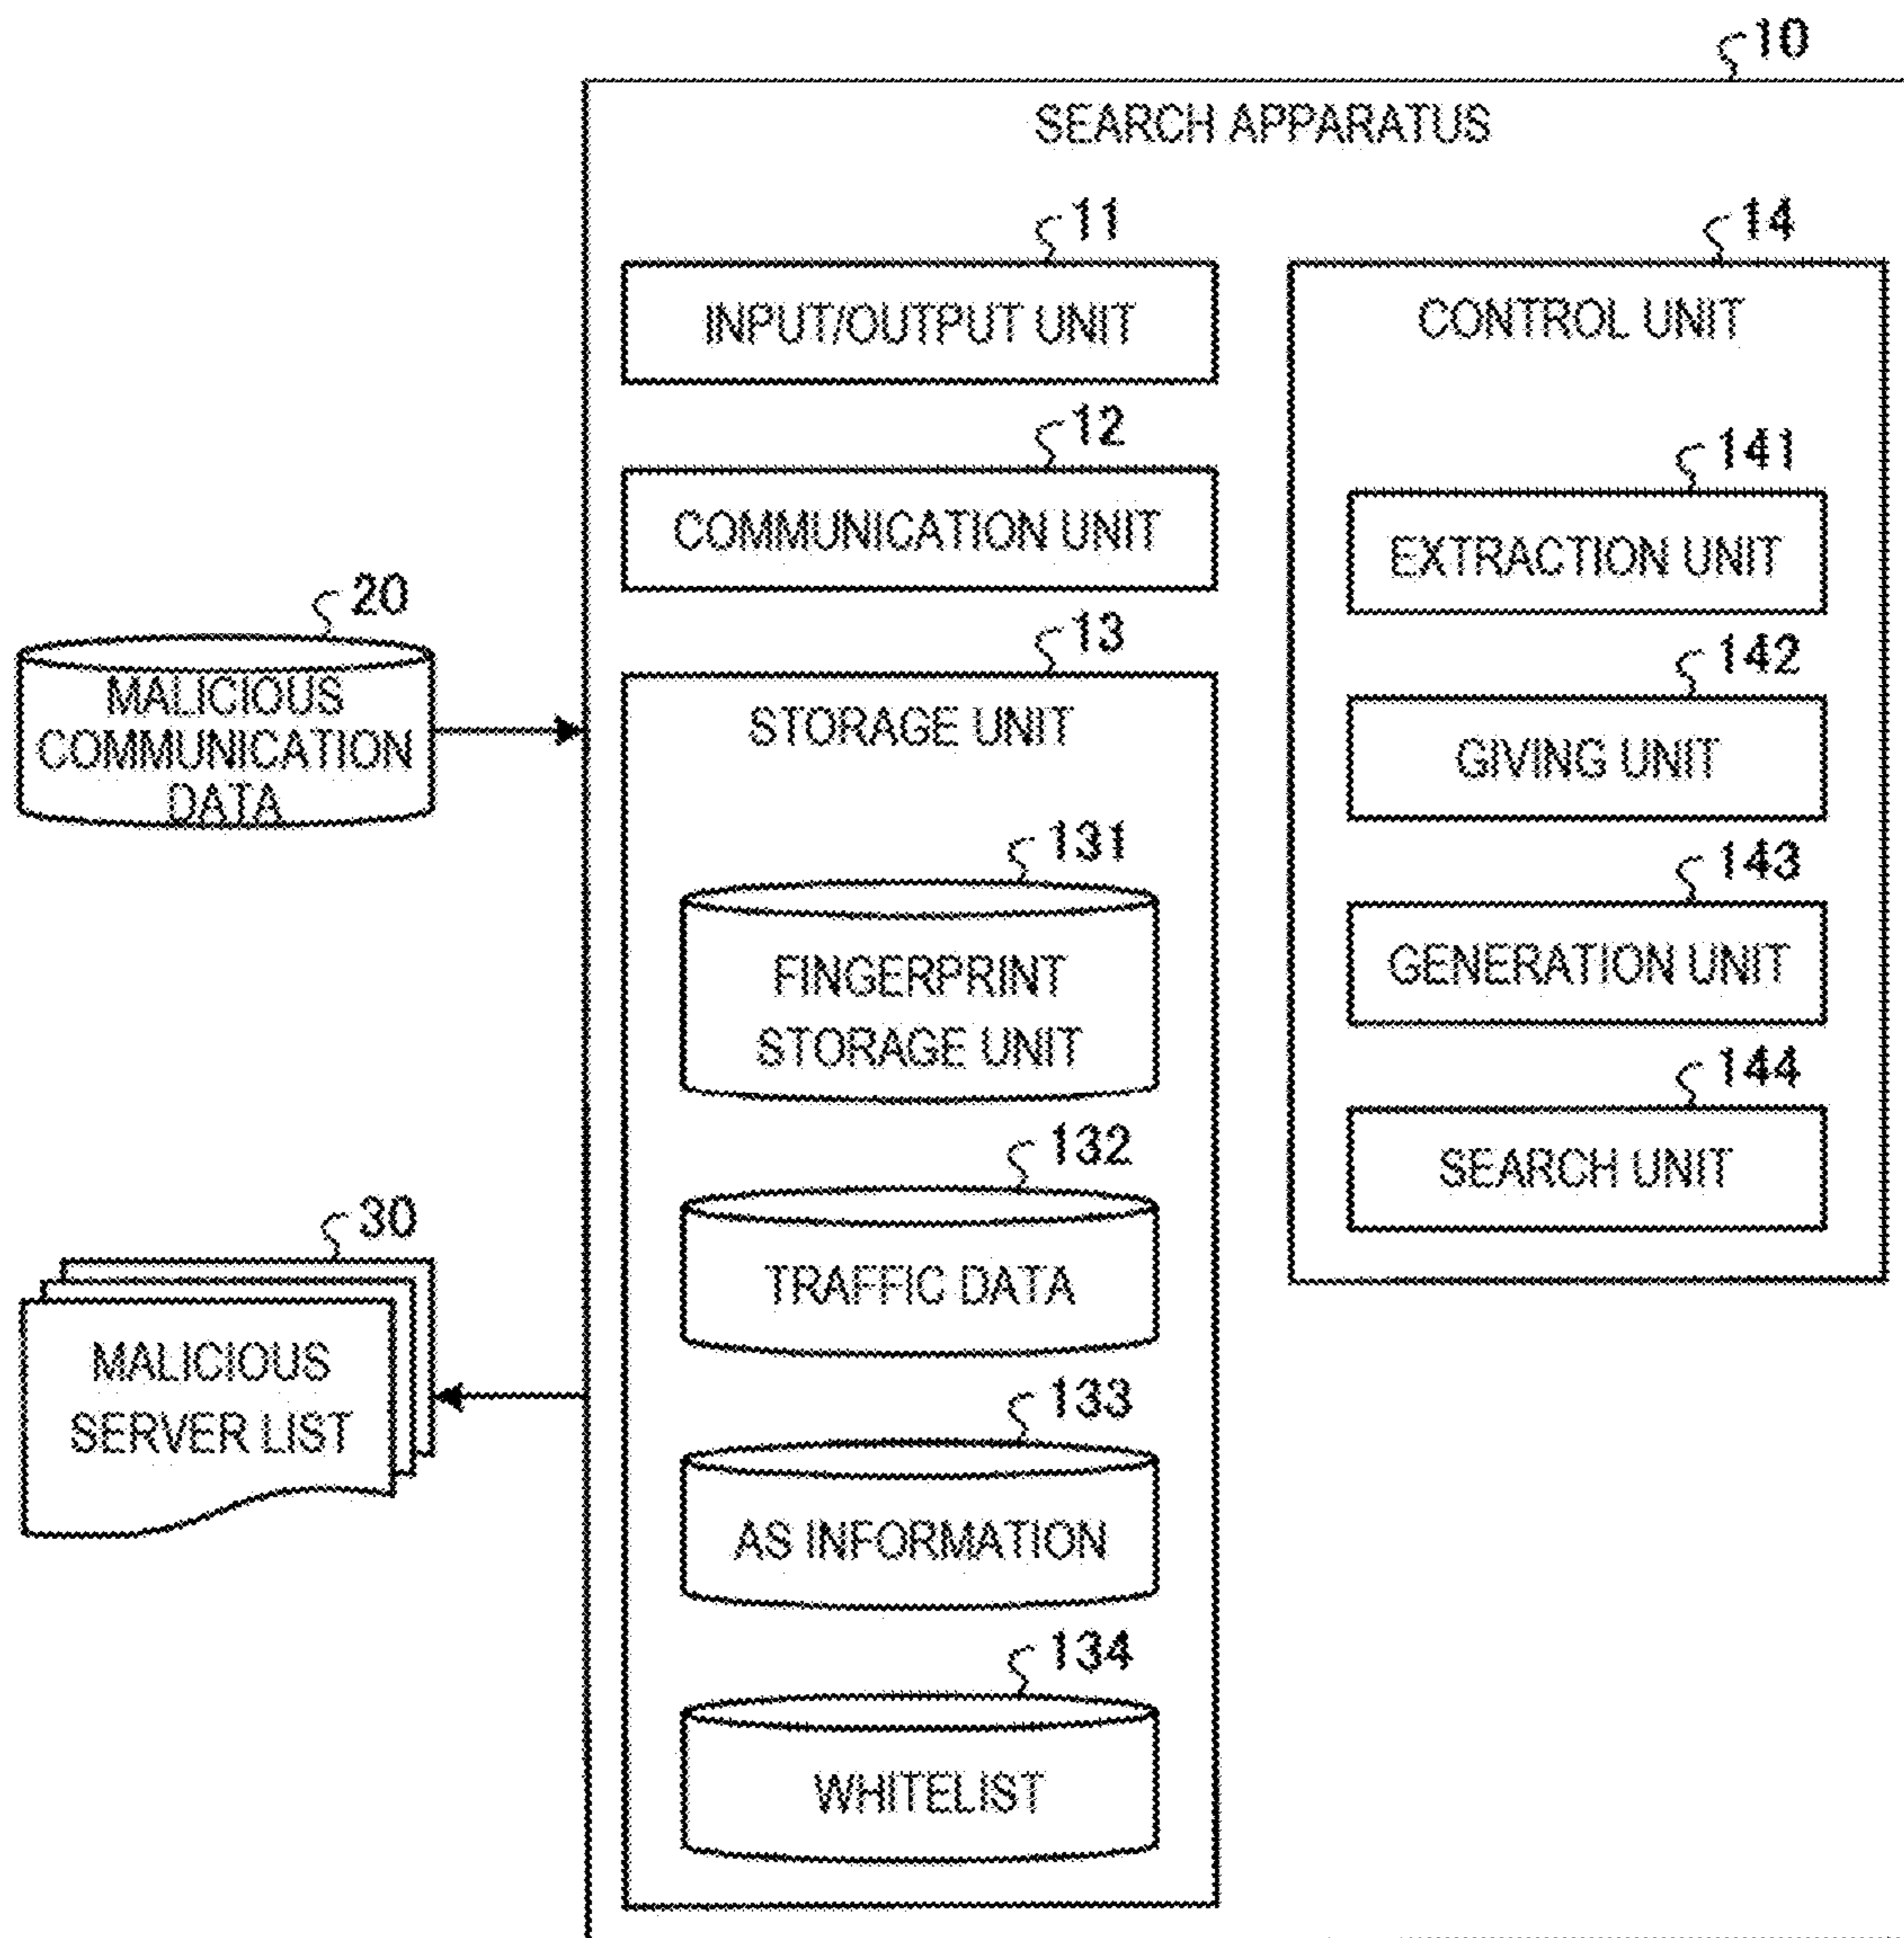 10
SEARCH APPARATUS
11
INPUT/OUTPUT UNIT
12
COMMUNICATION UNIT
20
MALICIOUS
COMMUNICATION
DATA
13
STORAGE UNIT
131
FINGERPRINT
STORAGE UNIT
132
TRAFFIC DATA
133
AS INFORMATION
134
WHITELIST
30
MALICIOUS
SERVER LIST
14
CONTROL UNIT
141
EXTRACTION UNIT
142
GIVING UNIT
143
GENERATION UNIT
144
SEARCH UNIT